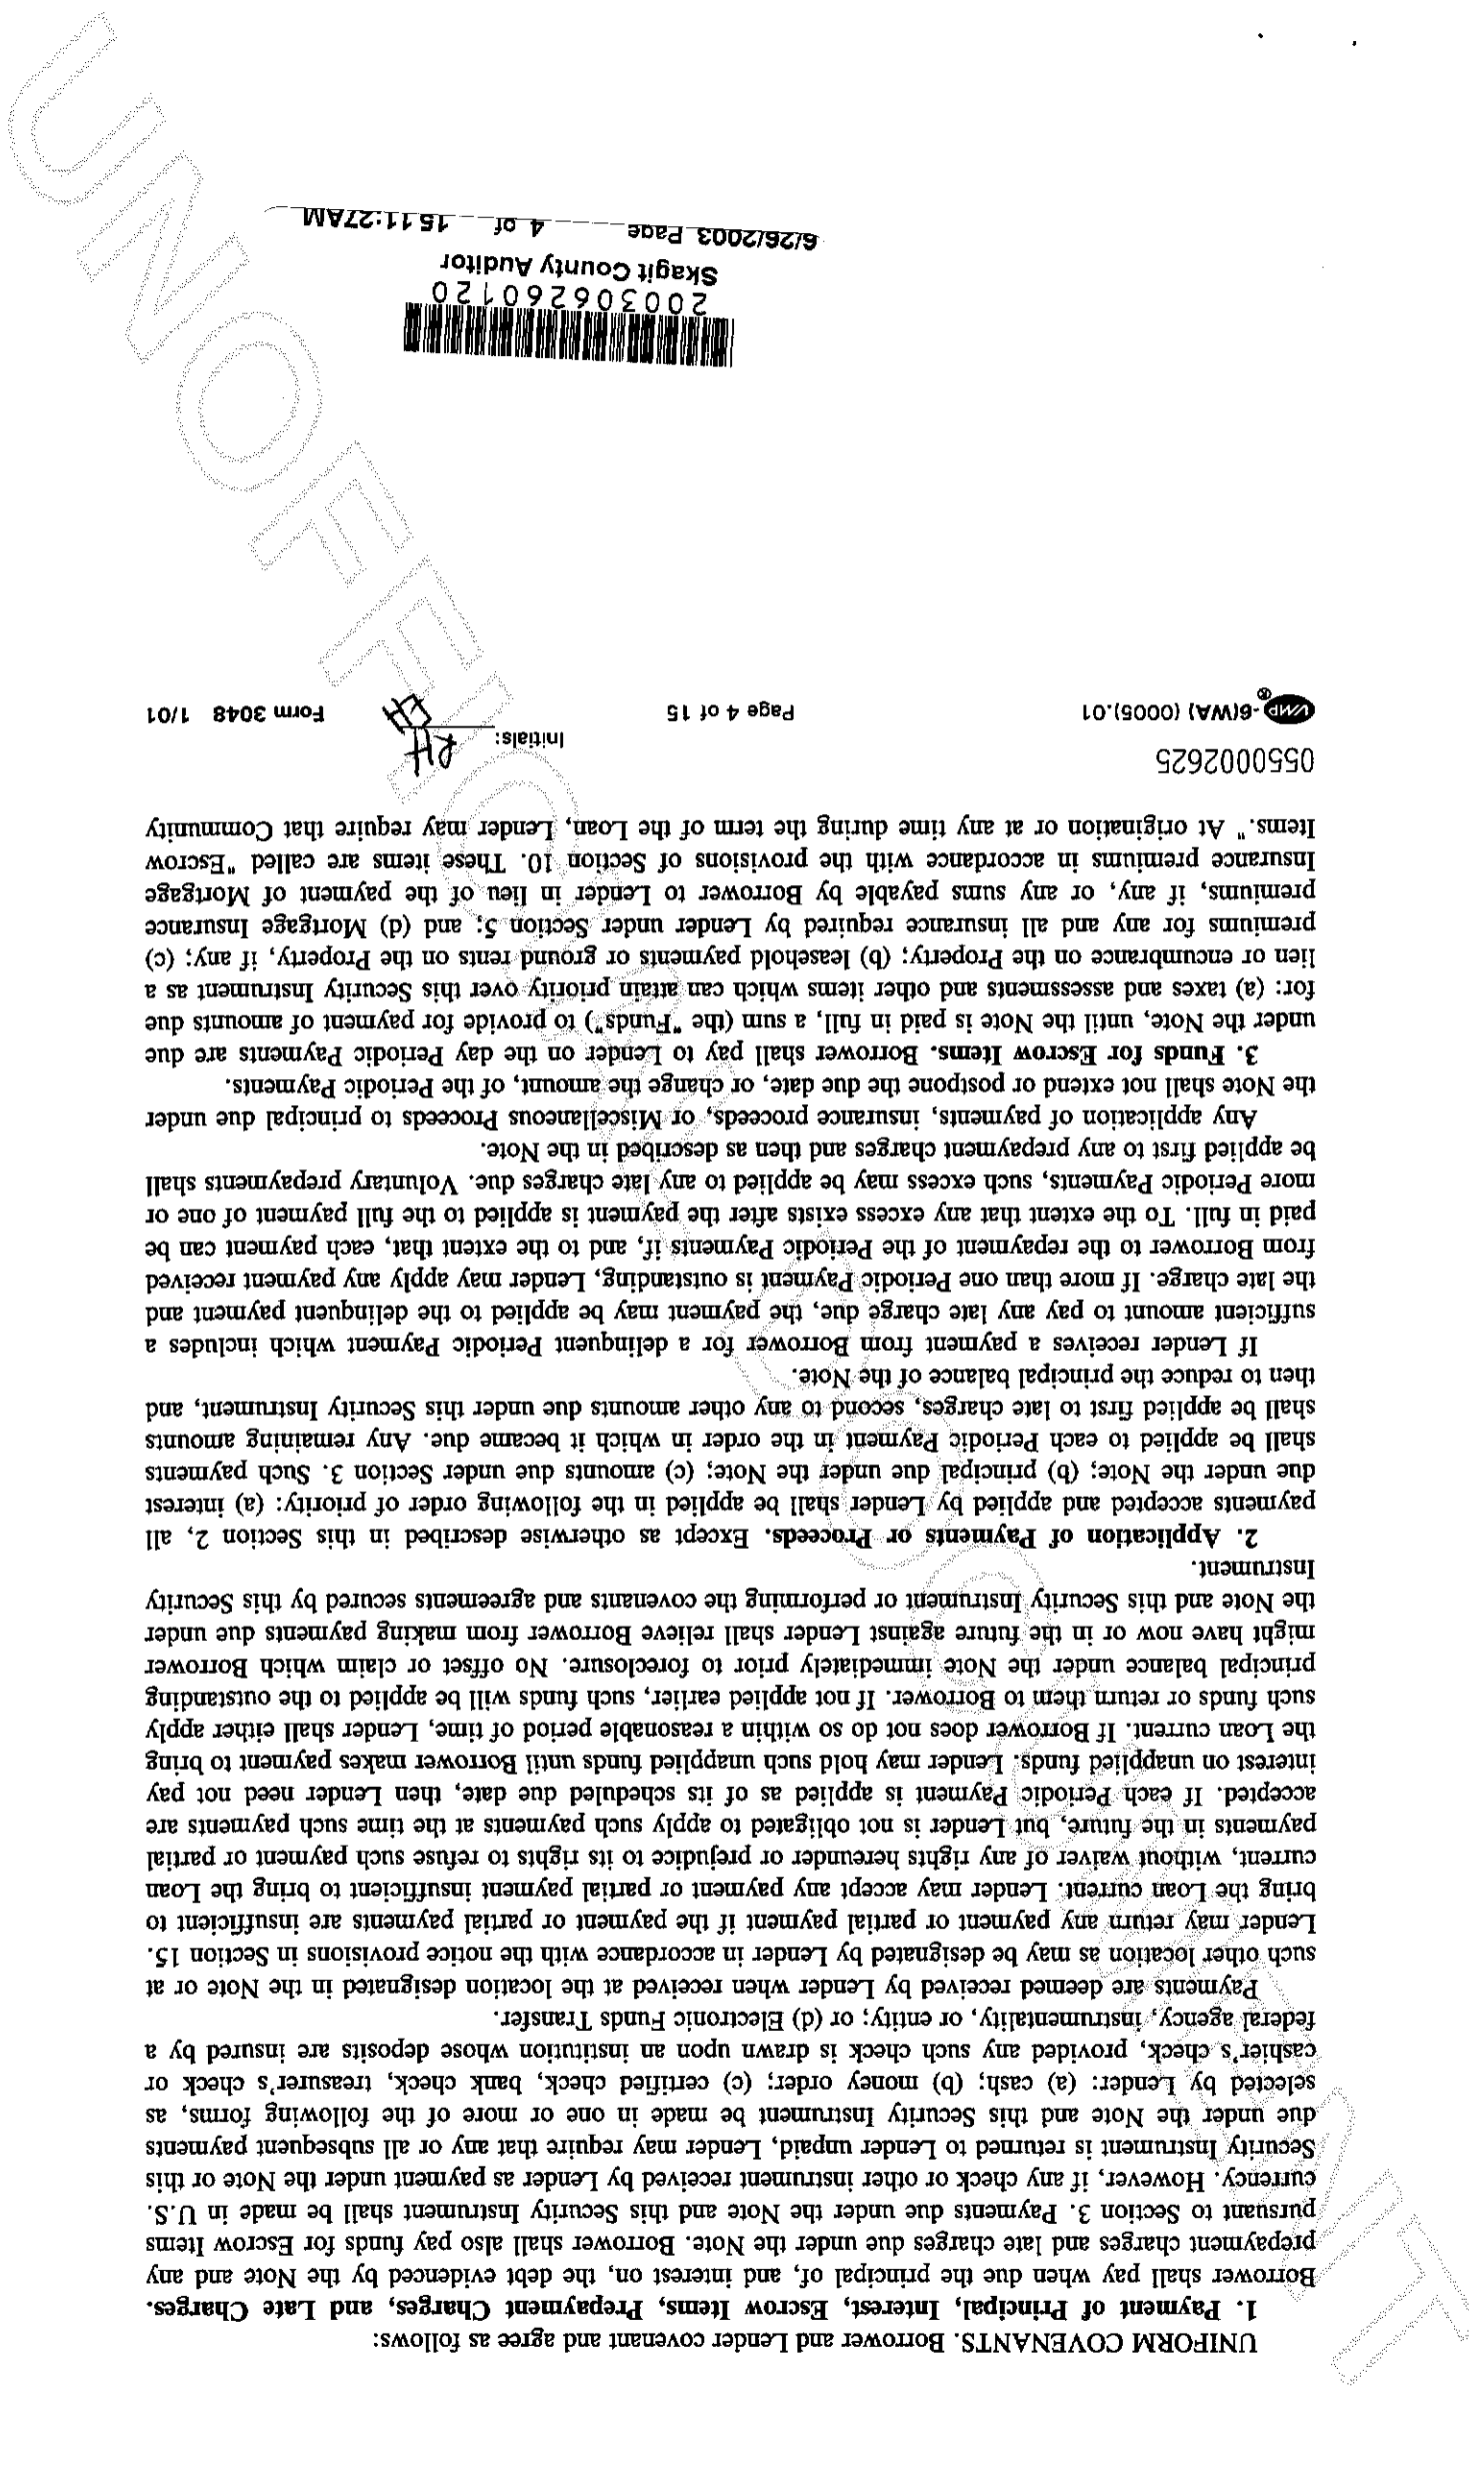 UNIFORM COVENANTS. Borrower and Lender covenant and agree as follows:
1. Payment of Principal, Interest, Escrow Items, Prepayment Charges, and Late Charges.
Borrower shall pay when due the principal of, and interest on, the debt evidenced by the Note and any
prepayment charges and late charges due under the Note. Borrower shall also pay funds for Escrow Items
pursuant to Section 3. Payments due under the Note and this Security Instrument shall be made in U.S.
currency. However, if any check or other instrument received by Lender as payment under the Note or this
Security Instrument is returned to Lender unpaid, Lender may require that any or all subsequent payments
due under the Note and this Security Instrument be made in one or more of the following forms, as
selected by Lender: (a) cash; (b) money order; (c) certified check, bank check, treasurer's check or
cashier's check, provided any such check is drawn upon an institution whose deposits are insured by a
federal agency, instrumentality, or entity; or (d) Electronic Funds Transfer.
Payments are deemed received by Lender when received at the location designated in the Note or at
such other location as may be designated by Lender in accordance with the notice provisions in Section 15.
Lender may return any payment or partial payment if the payment or partial payments are insufficient to
bring the Loan current. Lender may accept any payment or partial payment insufficient to bring the Loan
current, without waiver of any rights hereunder or prejudice to its rights to refuse such payment or partial
payments in the future, but Lender is not obligated to apply such payments at the time such payments are
accepted. If each Periodic Payment is applied as of its scheduled due date, then Lender need not pay
interest on unapplied funds. Lender may hold such unapplied funds until Borrower makes payment to bring
the Loan current. If Borrower does not do so within a reasonable period of time, Lender shall either apply
such funds or return them to Borrower. If not applied earlier, such funds will be applied to the outstanding
principal balance under the Note immediately prior to foreclosure. No offset or claim which Borrower
might have now or in the future against Lender shall relieve Borrower from making payments due under
the Note and this Security Instrument or performing the covenants and agreements secured by this Security
Instrument.
2. Application of Payments or Proceeds. Except as otherwise described in this Section 2, all
payments accepted and applied by Lender shall be applied in the following order of priority: (a) interest
due under the Note; (b) principal due under the Note; (c) amounts due under Section 3. Such payments
shall be applied to each Periodic Payment in the order in which it became due. Any remaining amounts
shall be applied first to late charges, second to any other amounts due under this Security Instrument, and
then to reduce the principal balance of the Note.
If Lender receives a payment from Borrower for a delinquent Periodic Payment which includes a
sufficient amount to pay any late charge due, the payment may be applied to the delinquent payment and
the late charge. If more than one Periodic Payment is outstanding, Lender may apply any payment received
from Borrower to the repayment of the Periodic Payments if, and to the extent that, each payment can be
paid in full. To the extent that any excess exists after the payment is applied to the full payment of one or
more Periodic Payments, such excess may be applied to any late charges due. Voluntary prepayments shall
be applied first to any prepayment charges and then as described in the Note.
Any application of payments, insurance proceeds, or Miscellaneous Proceeds to principal due under
the Note shall not extend or postpone the due date, or change the amount, of the Periodic Payments.
3. Funds for Escrow Items. Borrower shall pay to Lender on the day Periodic Payments are due
under the Note, until the Note is paid in full, a sum (the "Funds") to provide for payment of amounts due
for: (a) taxes and assessments and other items which can attain priority over this Security Instrument as a
lien or encumbrance on the Property; (b) leasehold payments or ground rents on the Property, if any; (c)
premiums for any and all insurance required by Lender under Section 5; and (d) Mortgage Insurance
premiums, if any, or any sums payable by Borrower to Lender in lieu of the payment of Mortgage
Insurance premiums in accordance with the provisions of Section 10. These items are called "Escrow
Items." At origination or at any time during the term of the Loan, Lender may require that Community
0550002625
Initials: RH
VMP®-6(WA) (0005).01 Page 4 of 15 Form 3048 1/01
200306260120
Skagit County Auditor
6/26/2003 Page 4 of 15 11:27AM
UNOFFICIAL DOCUMENT